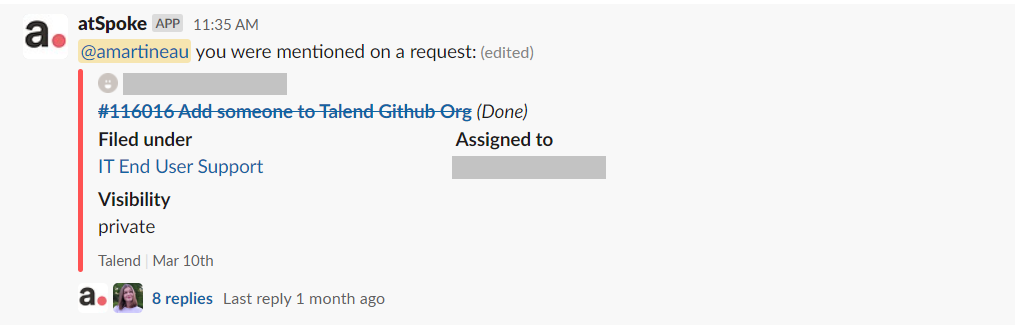 a.
atSpoke APP 11:35 AM
@amartineau you were mentioned on a request: (edited)
#116016 Add someone to Talend Github Org (Done)
Filed under Assigned to
IT End User Support
Visibility
private
Talend | Mar 10th
a. 8 replies Last reply 1 month ago